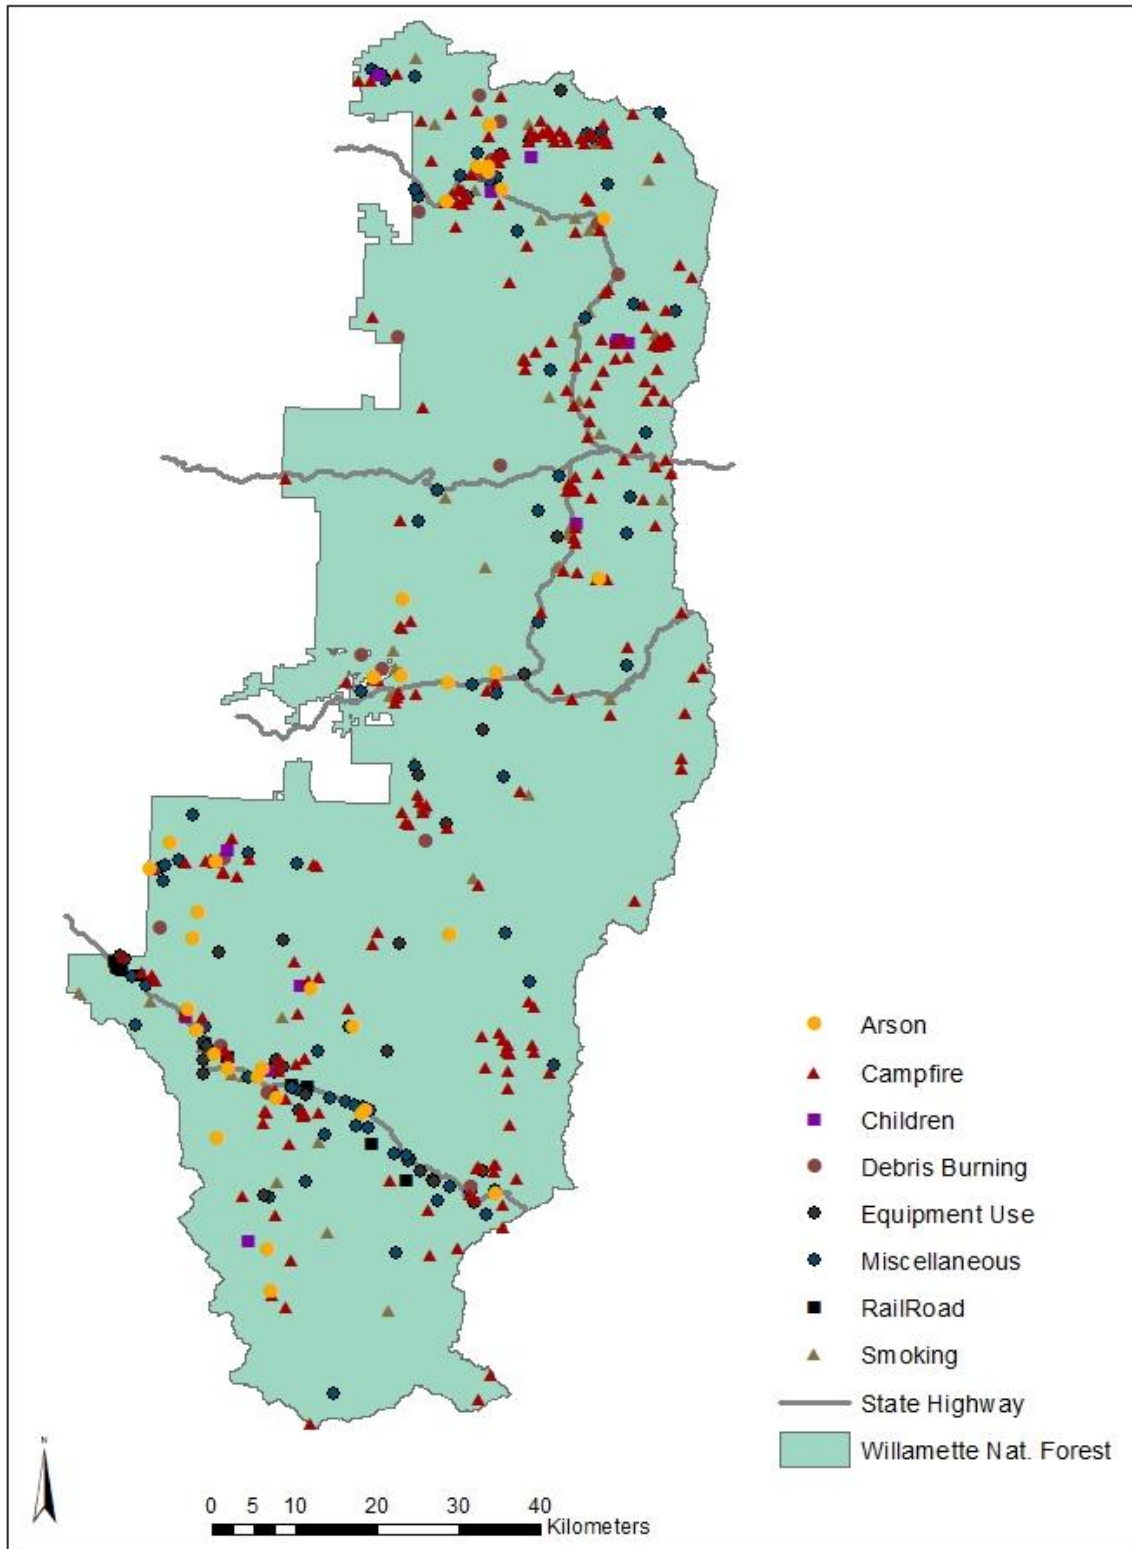 Arson
Campfire
Children
Debris Burning
Equipment Use
Miscellaneous
RailRoad
Smoking
State Highway
Willamette Nat. Forest
N
0 5 10 20 30 40
Kilometers